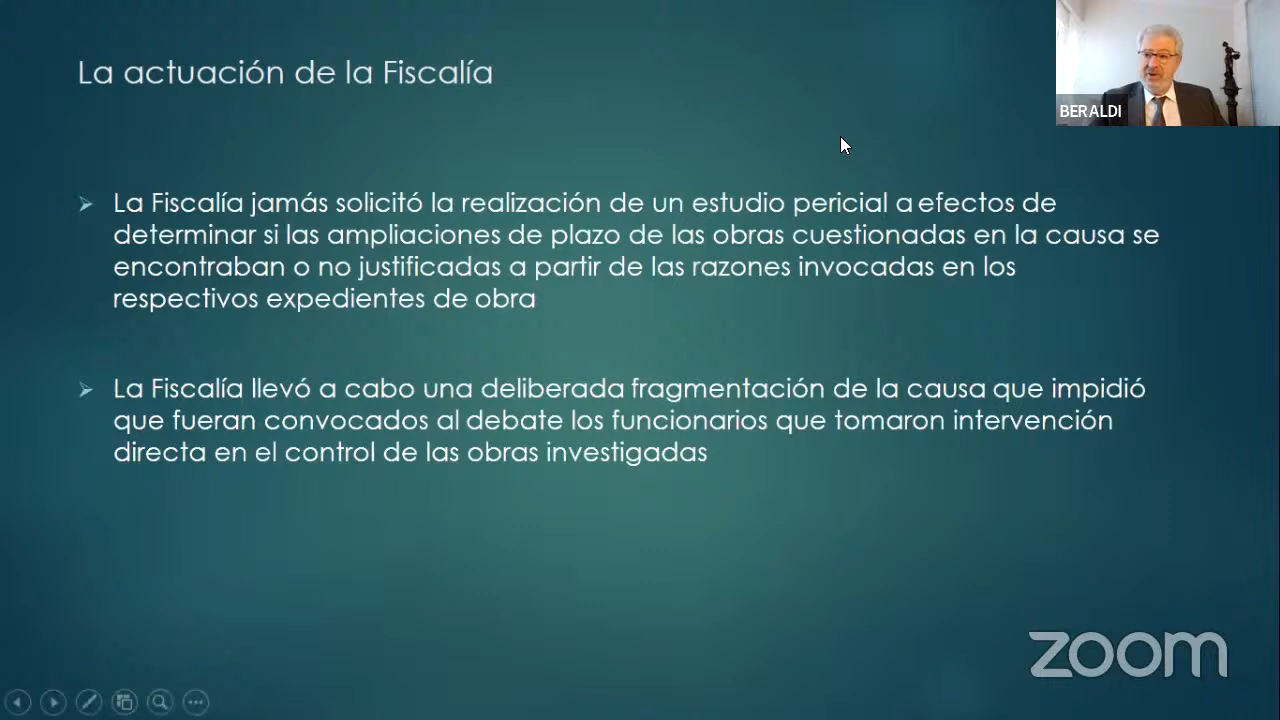 La actuación de la Fiscalía
BERALDI
La Fiscalía jamás solicitó la realización de un estudio pericial a efectos de
determinar si las ampliaciones de plazo de las obras cuestionadas en la causa se
encontraban o no justificadas a partir de las razones invocadas en los
respectivos expedientes de obra
La Fiscalía llevó a cabo una deliberada fragmentación de la causa que impidió
que fueran convocados al debate los funcionarios que tomaron intervención
directa en el control de las obras investigadas
zoom